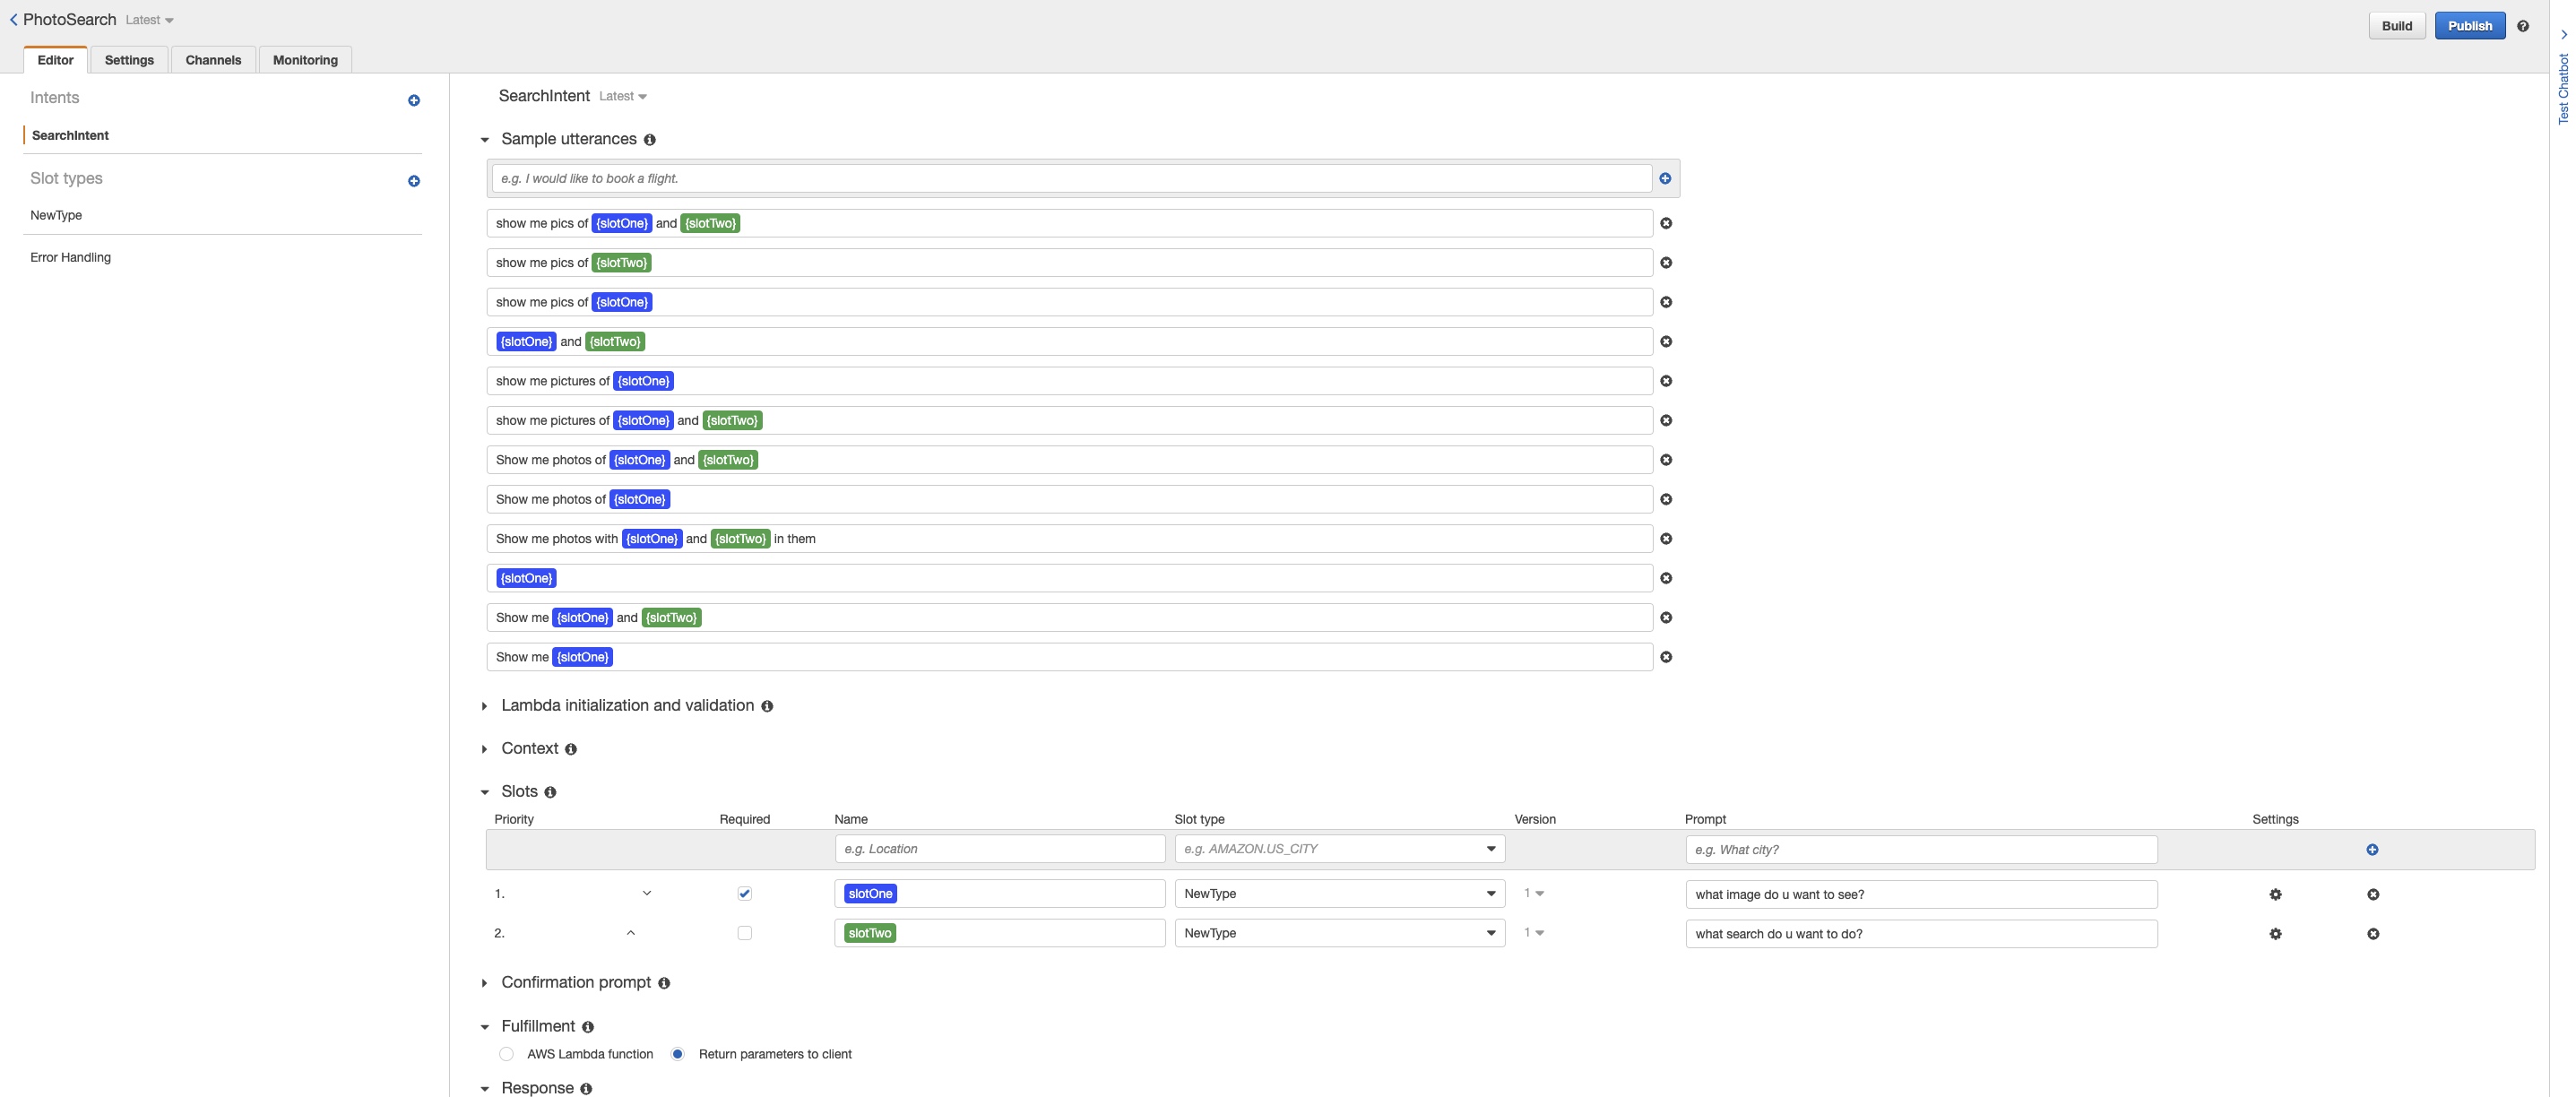 PhotoSearch Latest
Build Publish
Editor Settings Channels Monitoring
Test Chatbot
Intents
SearchIntent
Slot types
NewType
Error Handling
SearchIntent Latest
Sample utterances
e.g. I would like to book a flight.
show me pics of {slotOne} and {slotTwo}
show me pics of {slotTwo}
show me pics of {slotOne}
{slotOne} and {slotTwo}
show me pictures of {slotOne}
show me pictures of {slotOne} and {slotTwo}
Show me photos of {slotOne} and {slotTwo}
Show me photos of {slotOne}
Show me photos with {slotOne} and {slotTwo} in them
{slotOne}
Show me {slotOne} and {slotTwo}
Show me {slotOne}
Lambda initialization and validation
Context
Slots
Priority Required Name Slot type Version Prompt Settings
e.g. Location e.g. AMAZON.US_CITY e.g. What city?
1. slotOne NewType 1 what image do u want to see?
2. slotTwo NewType 1 what search do u want to do?
Confirmation prompt
Fulfillment
AWS Lambda function Return parameters to client
Response